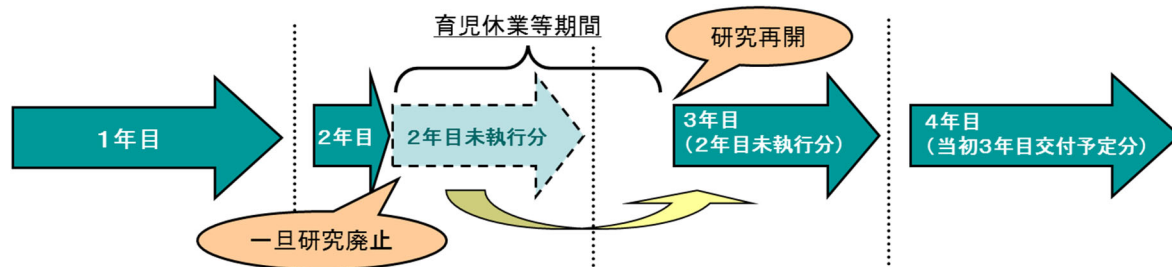 育児休業等期間
研究再開
1年目
2年目
2年目未執行分
3年目
（2年目未執行分）
4年目
（当初3年目交付予定分）
一旦研究廃止